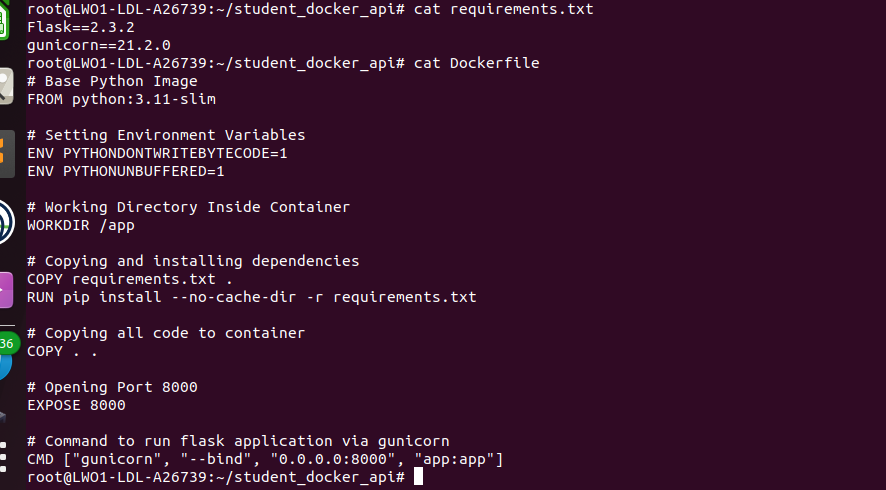 root@LWO1-LDL-A26739:~/student_docker_api# cat requirements.txt
Flask==2.3.2
gunicorn==21.2.0
root@LWO1-LDL-A26739:~/student_docker_api# cat Dockerfile
# Base Python Image
FROM python:3.11-slim
# Setting Environment Variables
ENV PYTHONDONTWRITEBYTECODE=1
ENV PYTHONUNBUFFERED=1
# Working Directory Inside Container
WORKDIR /app
# Copying and installing dependencies
COPY requirements.txt .
RUN pip install --no-cache-dir -r requirements.txt
# Copying all code to container
COPY . .
36
# Opening Port 8000
EXPOSE 8000
# Command to run flask application via gunicorn
CMD ["gunicorn", "--bind", "0.0.0.0:8000", "app:app"]
root@LWO1-LDL-A26739:~/student_docker_api#